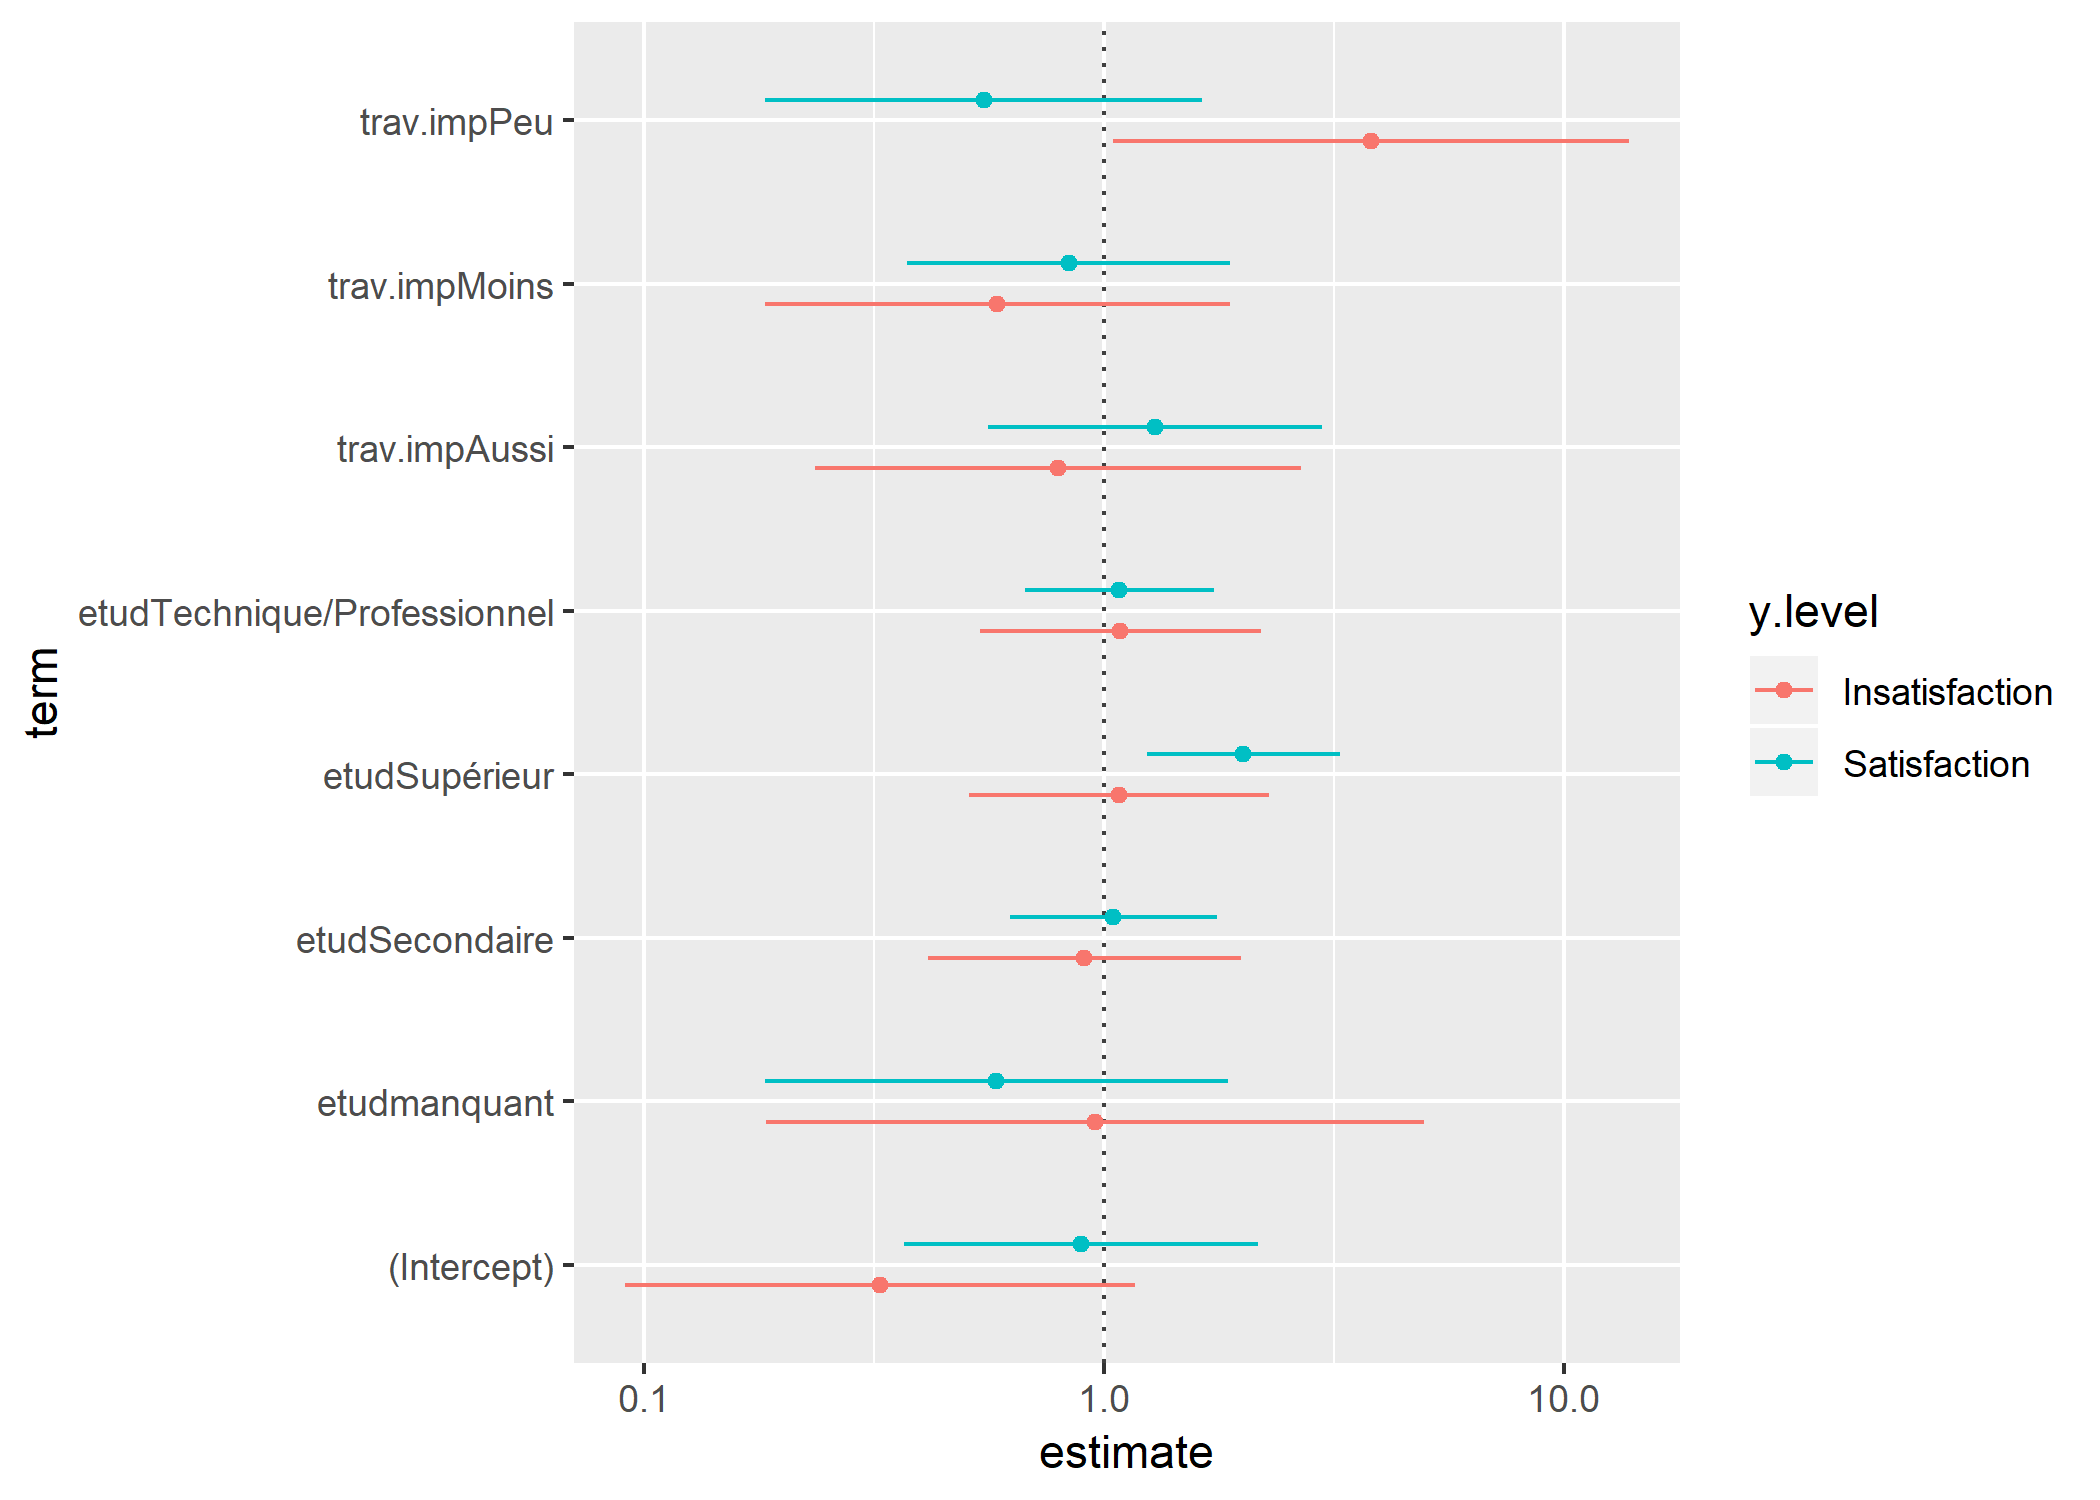 trav.impPeu
trav.impMoins
trav.impAussi
etudTechnique/Professionnel
etudSupérieur
etudSecondaire
etudmanquant
(Intercept)
term
0.1 1.0 10.0
estimate
y.level
Insatisfaction
Satisfaction